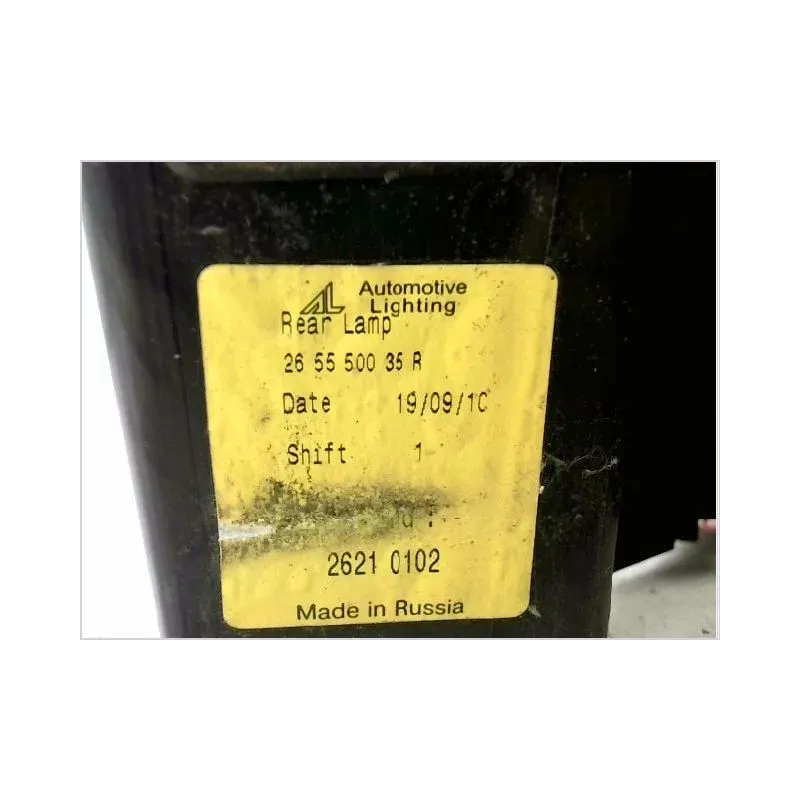 AL Automotive
Lighting
Rear Lamp
26 55 500 35 R
Date 19/09/10
Shift 1
2621 0102
Made in Russia